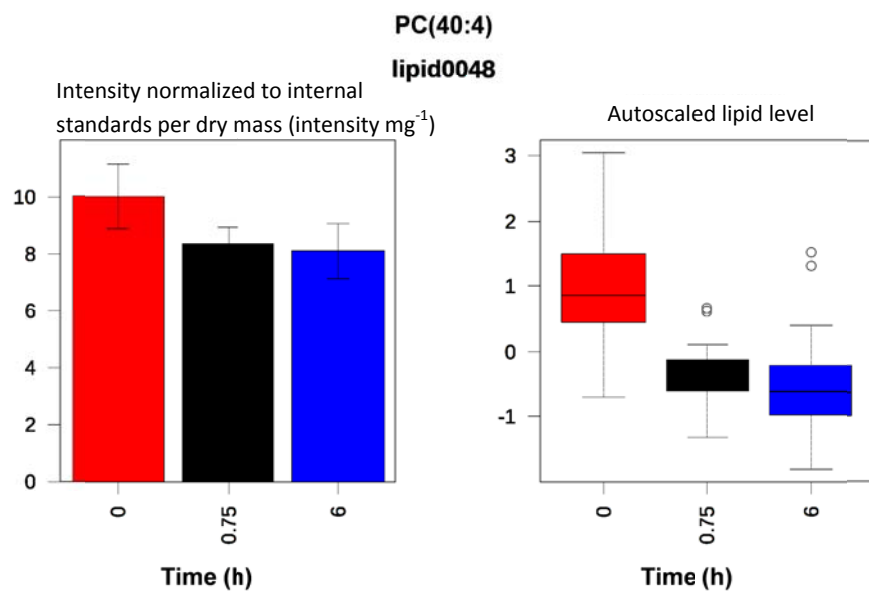 PC(40:4)
lipid0048
Intensity normalized to internal
standards per dry mass (intensity mg⁻¹)
10
8
6
4
2
0
0
0.75
6
Time (h)
Autoscaled lipid level
3
2
1
0
-1
0
0.75
6
Time (h)